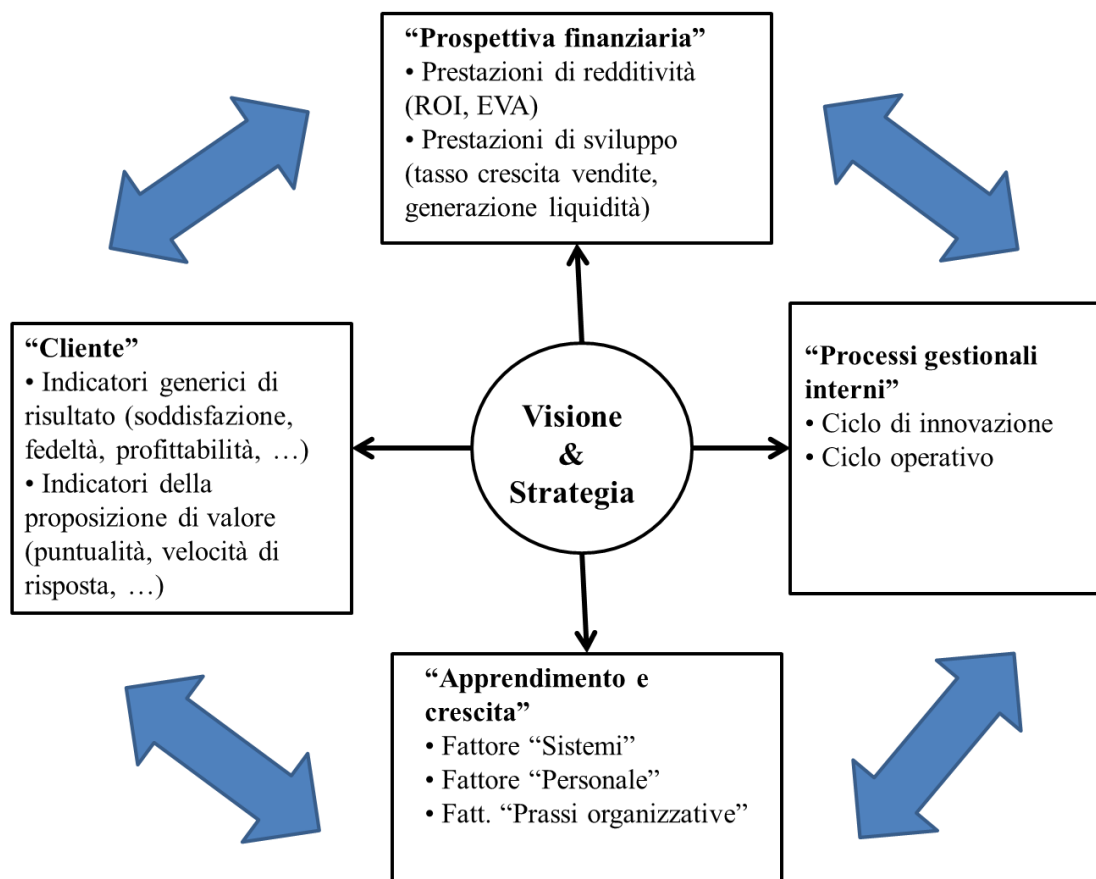 “Prospettiva finanziaria”
• Prestazioni di redditività
(ROI, EVA)
• Prestazioni di sviluppo
(tasso crescita vendite,
generazione liquidità)
“Cliente”
• Indicatori generici di
risultato (soddisfazione,
fedeltà, profittabilità, …)
• Indicatori della
proposizione di valore
(puntualità, velocità di
risposta, …)
Visione
&
Strategia
“Processi gestionali
interni”
• Ciclo di innovazione
• Ciclo operativo
“Apprendimento e
crescita”
• Fattore “Sistemi”
• Fattore “Personale”
• Fatt. “Prassi organizzative”